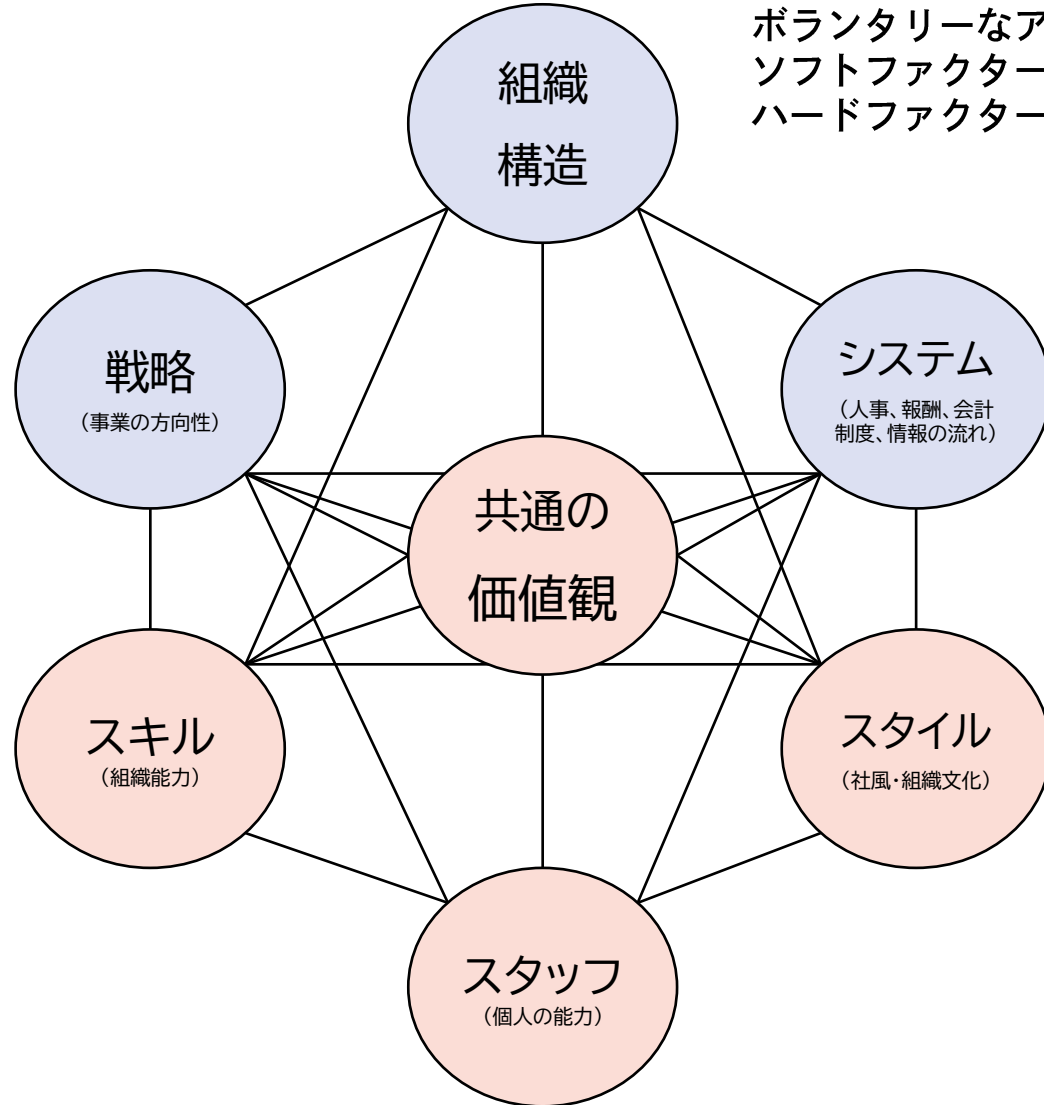 ボランタリーなア
ソフトファクター
ハードファクター
組織
構造
戦略
（事業の方向性）
システム
（人事、報酬、会計
制度、情報の流れ）
共通の
価値観
スキル
（組織能力）
スタイル
（社風・組織文化）
スタッフ
（個人の能力）